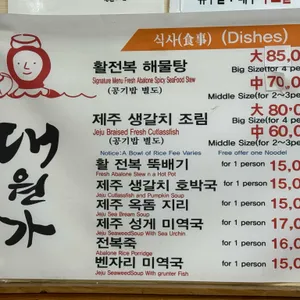 식사(食事) (Dishes)
활전복 해물탕 大 85,0
Signature Menu Fresh Abalone Spicy SeaFood Stew Big Size(for 4 per
(공기밥 별도) 中 70,0
Middle Size(for 2~3pe
大 80,0
제주 생갈치 조림 Big Size(for 4 per
Jeju Braised Fresh Cutlassfish 中 60,0
(공기밥 별도) Middle Size(for 2~3pe
Notice:A Bowl of Rice Fee Varies Free offer one Noodel
활 전복 뚝배기 for 1 person 15,0
Fresh Abalone Stew n a Hot Pot
제주 생갈치 호박국 for 1 person 15,0
Jeju Cutlassfish and Pumpkin Soup
제주 옥돔 지리 for 1 person 15,0
Jeju Sea Bream Soup
제주 성게 미역국 for 1 person 17,0
Jeju SeaweedSoup With Sea Urchin
전복죽 for 1 person 16,0
Abalone Rice Porridge
벤자리 미역국 for 1 person 15,0
Jeju SeaweedSoup With grunter Fish
대원가